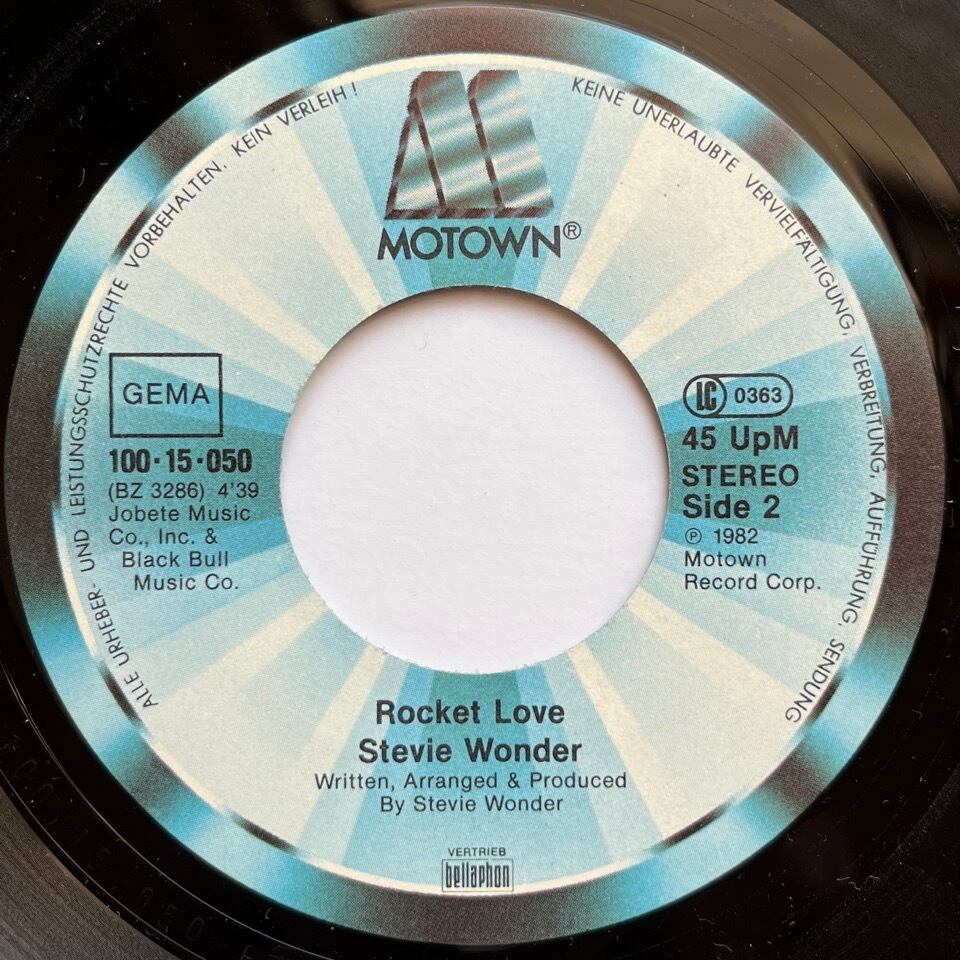 ALLE URHEBER- UND LEISTUNGSSCHUTZRECHTE VORBEHALTEN, KEIN VERLEIH !
KEINE UNERLAUBTE VERVIELFÄLTIGUNG, VERBREITUNG, AUFFÜHRUNG, SENDUNG
MOTOWN®
GEMA
100·15·050
(BZ 3286) 4'39
Jobete Music
Co., Inc. &
Black Bull
Music Co.
LC 0363
45 UpM
STEREO
Side 2
℗ 1982
Motown
Record Corp.
Rocket Love
Stevie Wonder
Written, Arranged & Produced
By Stevie Wonder
VERTRIEB
bellaphon